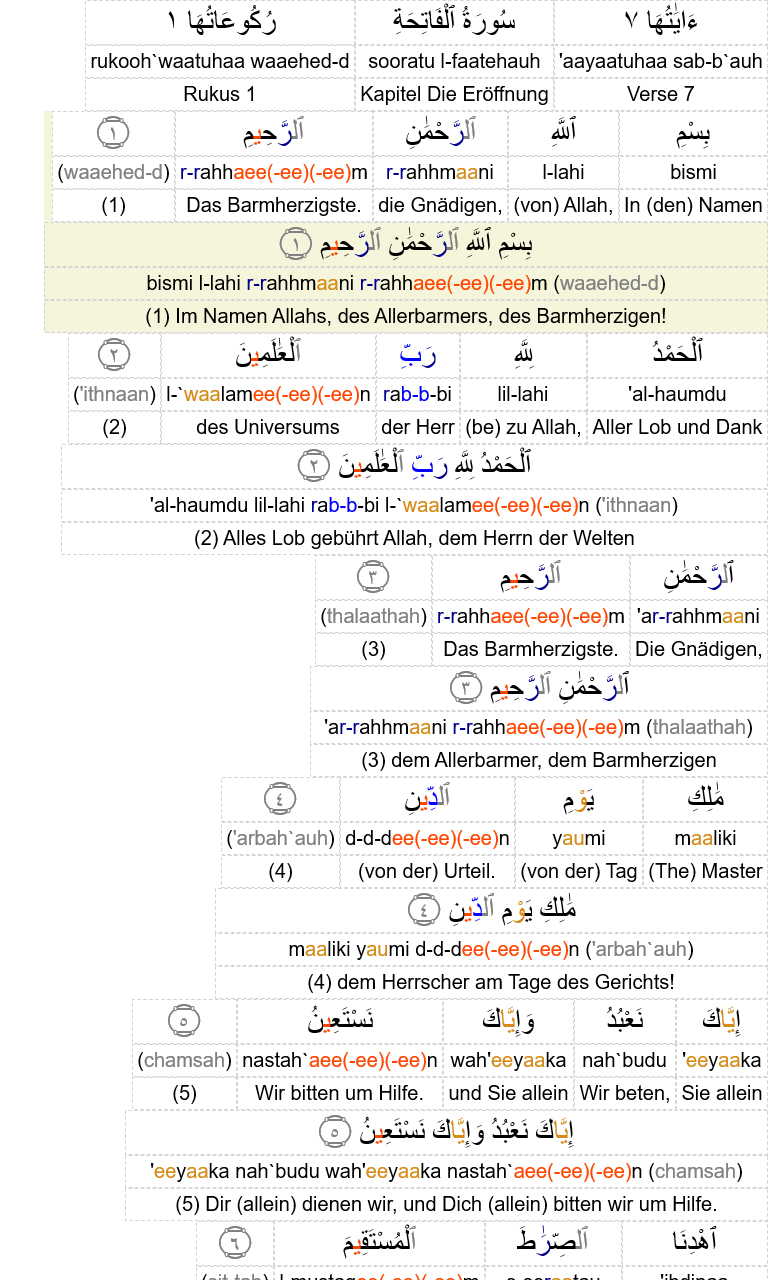 ءَايَٰتُهَا ٧ سُورَةُ ٱلْفَاتِحَةِ رُكُوعَاتُهَا ١
'aayaatuhaa sab-b`auh sooratu l-faatehauh rukooh`waatuhaa waaehed-d
Verse 7 Kapitel Die Eröffnung Rukus 1
بِسْمِ ٱللَّهِ ٱلرَّحْمَٰنِ ٱلرَّحِيمِ ١
bismi l-lahi r-rahhmaani r-rahhaee(-ee)(-ee)m (waaehed-d)
In (den) Namen (von) Allah, die Gnädigen, Das Barmherzigste. (1)
بِسْمِ ٱللَّهِ ٱلرَّحْمَٰنِ ٱلرَّحِيمِ ١
bismi l-lahi r-rahhmaani r-rahhaee(-ee)(-ee)m (waaehed-d)
(1) Im Namen Allahs, des Allerbarmers, des Barmherzigen!
ٱلْحَمْدُ لِلَّهِ رَبِّ ٱلْعَٰلَمِينَ ٢
'al-haumdu lil-lahi rab-b-bi l-`waalamee(-ee)(-ee)n ('ithnaan)
Aller Lob und Dank (be) zu Allah, der Herr des Universums (2)
ٱلْحَمْدُ لِلَّهِ رَبِّ ٱلْعَٰلَمِينَ ٢
'al-haumdu lil-lahi rab-b-bi l-`waalamee(-ee)(-ee)n ('ithnaan)
(2) Alles Lob gebührt Allah, dem Herrn der Welten
ٱلرَّحْمَٰنِ ٱلرَّحِيمِ ٣
'ar-rahhmaani r-rahhaee(-ee)(-ee)m (thalaathah)
Die Gnädigen, Das Barmherzigste. (3)
ٱلرَّحْمَٰنِ ٱلرَّحِيمِ ٣
'ar-rahhmaani r-rahhaee(-ee)(-ee)m (thalaathah)
(3) dem Allerbarmer, dem Barmherzigen
مَٰلِكِ يَوْمِ ٱلدِّينِ ٤
maaliki yaumi d-d-dee(-ee)(-ee)n ('arbah`auh)
(The) Master (von der) Tag (von der) Urteil. (4)
مَٰلِكِ يَوْمِ ٱلدِّينِ ٤
maaliki yaumi d-d-dee(-ee)(-ee)n ('arbah`auh)
(4) dem Herrscher am Tage des Gerichts!
إِيَّاكَ نَعْبُدُ وَإِيَّاكَ نَسْتَعِينُ ٥
'eeyaaka nah`budu wah'eeyaaka nastah`aee(-ee)(-ee)n (chamsah)
Sie allein Wir beten, und Sie allein Wir bitten um Hilfe. (5)
إِيَّاكَ نَعْبُدُ وَإِيَّاكَ نَسْتَعِينُ ٥
'eeyaaka nah`budu wah'eeyaaka nastah`aee(-ee)(-ee)n (chamsah)
(5) Dir (allein) dienen wir, und Dich (allein) bitten wir um Hilfe.
ٱهْدِنَا ٱلصِّرَٰطَ ٱلْمُسْتَقِيمَ ٦